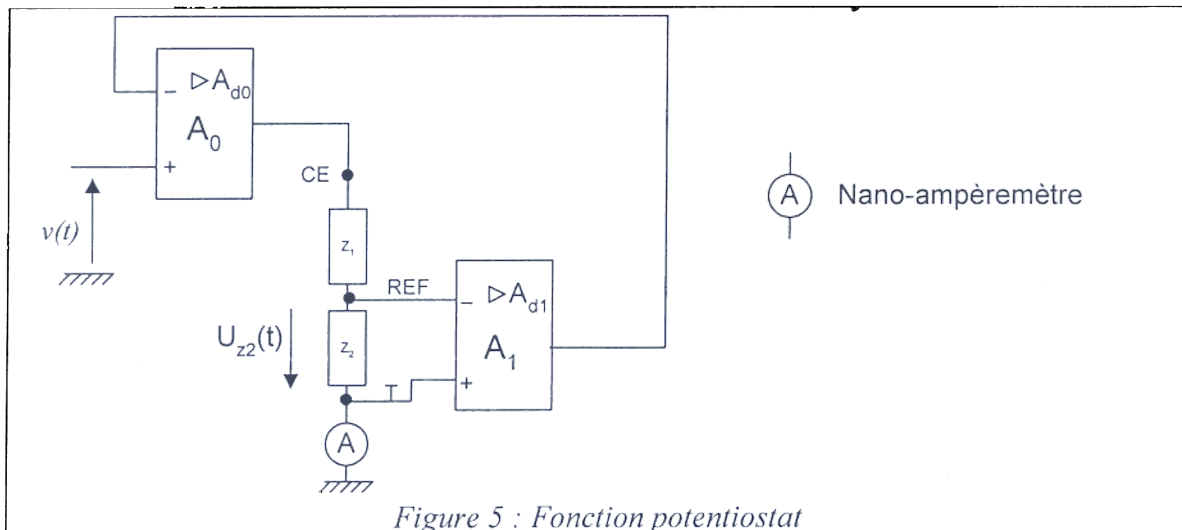 ▷A_d0
−
A_0
+
CE
v(t)
A
Nano-ampèremètre
Z_1
REF
−
▷A_d1
U_z2(t)
Z_2
A_1
T
+
A
Figure 5 : Fonction potentiostat